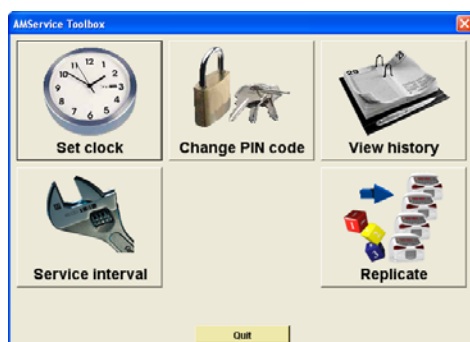 AMService Toolbox
Set clock
Change PIN code
View history
Service interval
Replicate
Quit